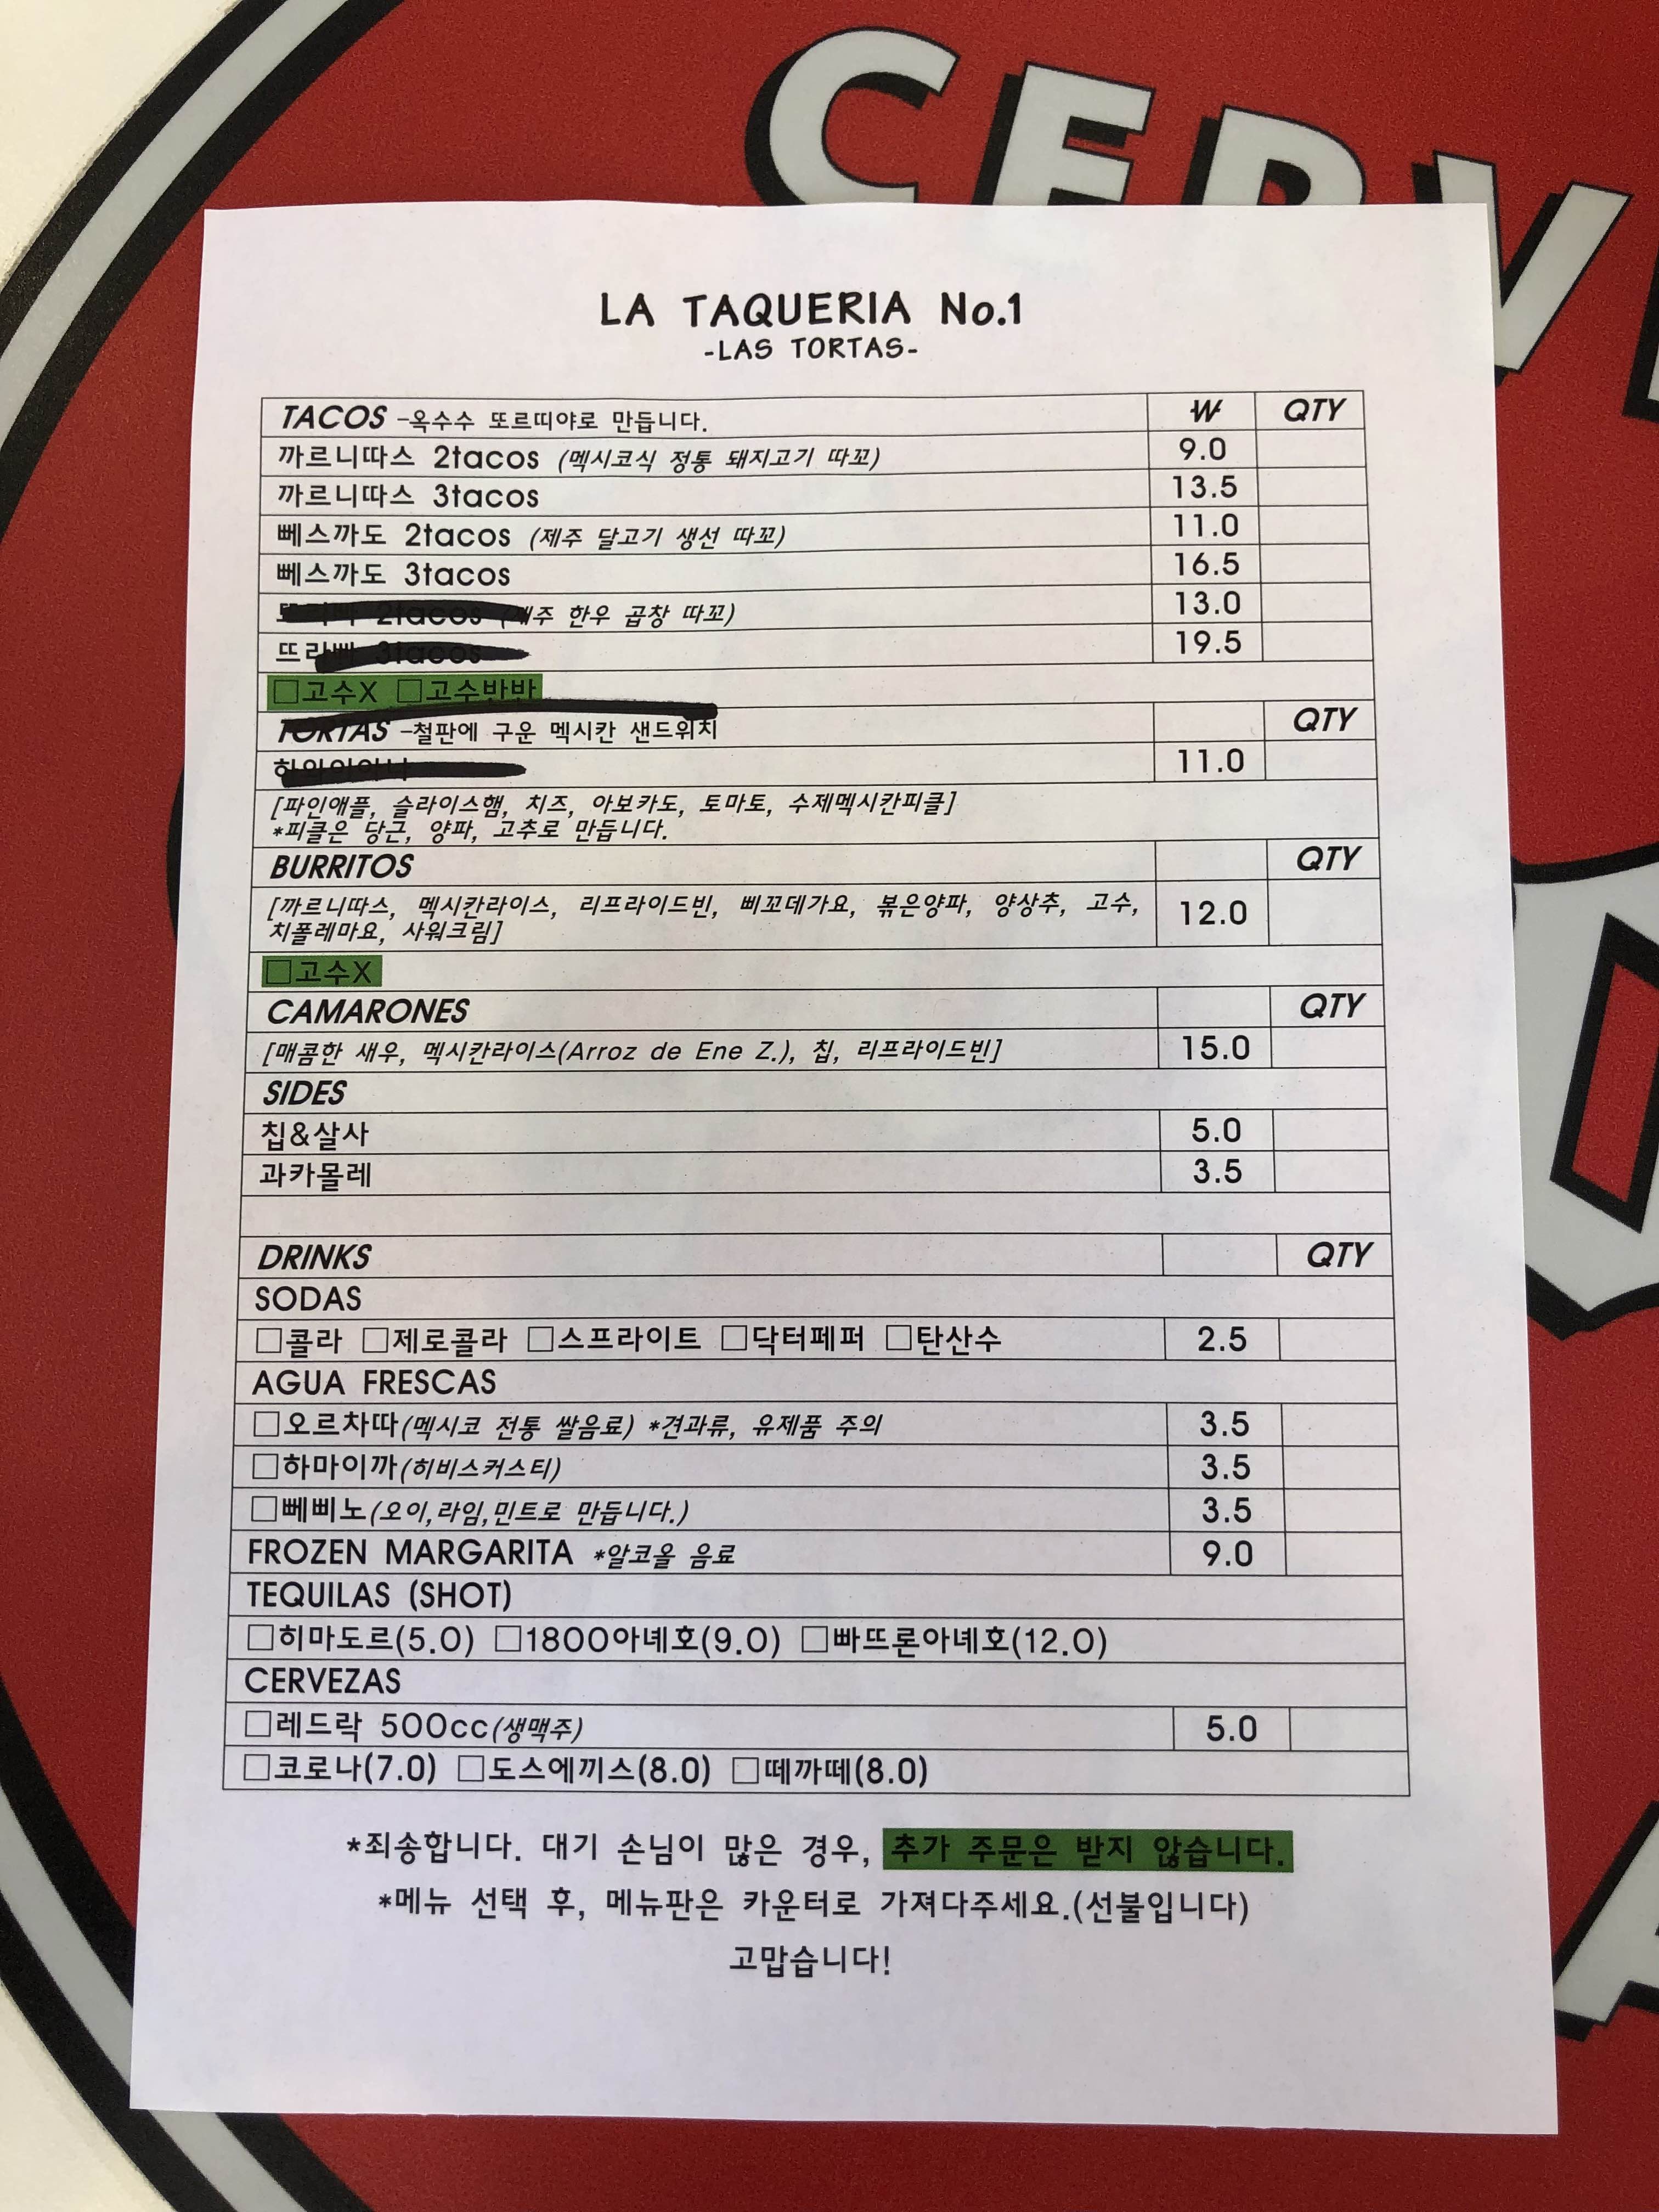 CERV
LA TAQUERIA No.1
-LAS TORTAS-
TACOS -옥수수 또르띠야로 만듭니다. ₩ QTY
까르니따스 2tacos (멕시코식 정통 돼지고기 따꼬) 9.0
까르니따스 3tacos 13.5
뻬스까도 2tacos (제주 달고기 생선 따꼬) 11.0
뻬스까도 3tacos 16.5
2tacos (제주 한우 곱창 따꼬) 13.0
뜨리빠 3tacos 19.5
□고수X □고수반반
TORTAS -철판에 구운 멕시칸 샌드위치 QTY
11.0
[파인애플, 슬라이스햄, 치즈, 아보카도, 토마토, 수제멕시칸피클]
*피클은 당근, 양파, 고추로 만듭니다.
BURRITOS QTY
[까르니따스, 멕시칸라이스, 리프라이드빈, 삐꼬데가요, 볶은양파, 양상추, 고수, 12.0
치폴레마요, 사워크림]
□고수X
CAMARONES QTY
[매콤한 새우, 멕시칸라이스(Arroz de Ene Z.), 칩, 리프라이드빈] 15.0
SIDES
칩&살사 5.0
과카몰레 3.5
DRINKS QTY
SODAS
□콜라 □제로콜라 □스프라이트 □닥터페퍼 □탄산수 2.5
AGUA FRESCAS
□오르차따(멕시코 전통 쌀음료) *견과류, 유제품 주의 3.5
□하마이까(히비스커스티) 3.5
□뻬삐노(오이,라임,민트로 만듭니다.) 3.5
FROZEN MARGARITA *알코올 음료 9.0
TEQUILAS (SHOT)
□히마도르(5.0) □1800아녜호(9.0) □빠뜨론아녜호(12.0)
CERVEZAS
□레드락 500cc(생맥주) 5.0
□코로나(7.0) □도스에끼스(8.0) □떼까떼(8.0)
*죄송합니다. 대기 손님이 많은 경우, 추가 주문은 받지 않습니다.
*메뉴 선택 후, 메뉴판은 카운터로 가져다주세요.(선불입니다)
고맙습니다!